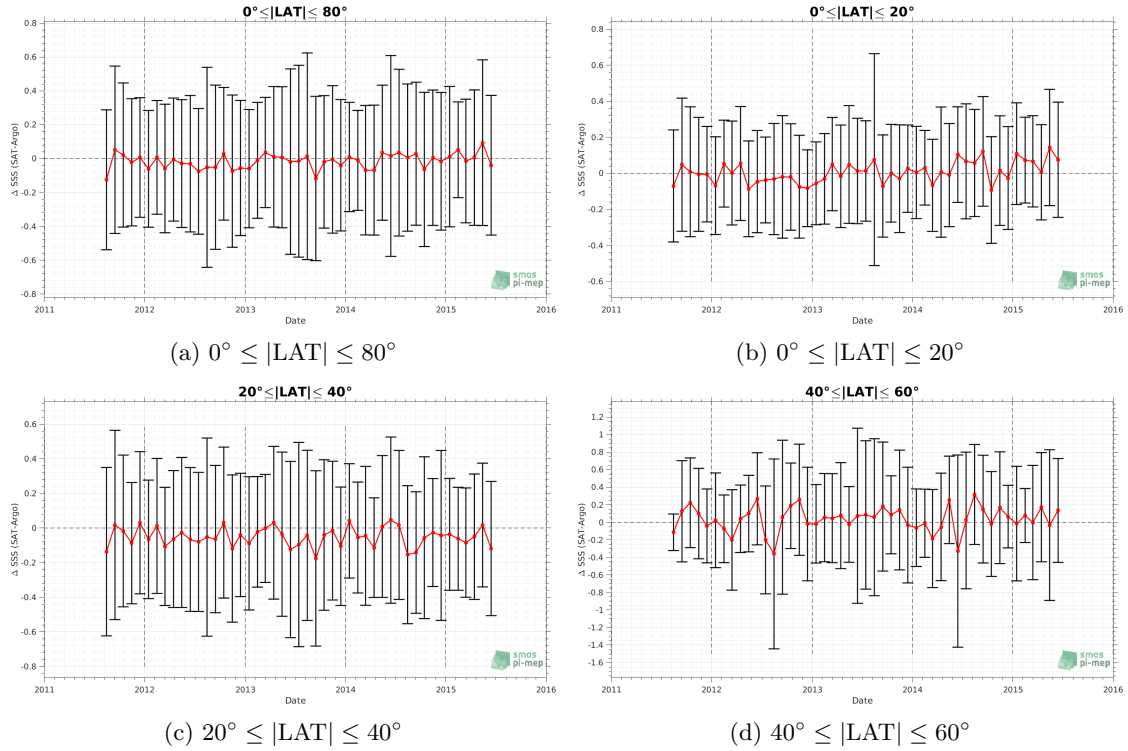 0°≤|LAT|≤ 80°
0.8
0.6
0.4
0.2
0
-0.2
-0.4
-0.6
-0.8
Δ SSS (SAT-Argo)
2011
2012
2013
2014
2015
2016
Date
smos
pi-mep
(a) 0° ≤ |LAT| ≤ 80°
0°≤|LAT|≤ 20°
0.8
0.6
0.4
0.2
0
-0.2
-0.4
-0.6
Δ SSS (SAT-Argo)
2011
2012
2013
2014
2015
2016
Date
smos
pi-mep
(b) 0° ≤ |LAT| ≤ 20°
20°≤|LAT|≤ 40°
0.6
0.4
0.2
0
-0.2
-0.4
-0.6
-0.8
Δ SSS (SAT-Argo)
2011
2012
2013
2014
2015
2016
Date
smos
pi-mep
(c) 20° ≤ |LAT| ≤ 40°
40°≤|LAT|≤ 60°
1.2
1
0.8
0.6
0.4
0.2
0
-0.2
-0.4
-0.6
-0.8
-1
-1.2
-1.4
-1.6
Δ SSS (SAT-Argo)
2011
2012
2013
2014
2015
2016
Date
smos
pi-mep
(d) 40° ≤ |LAT| ≤ 60°